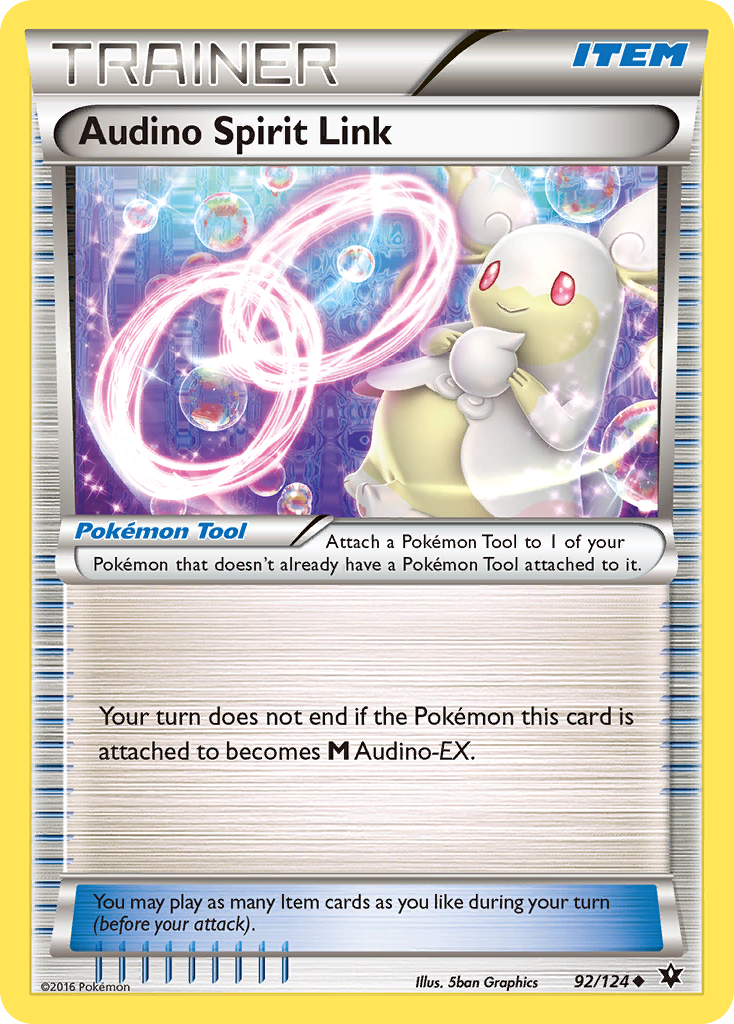 TRAINER
ITEM
Audino Spirit Link
Pokémon Tool
Attach a Pokémon Tool to 1 of your
Pokémon that doesn't already have a Pokémon Tool attached to it.
Your turn does not end if the Pokémon this card is
attached to becomes M Audino-EX.
You may play as many Item cards as you like during your turn
(before your attack).
©2016 Pokémon
Illus. 5ban Graphics
92/124